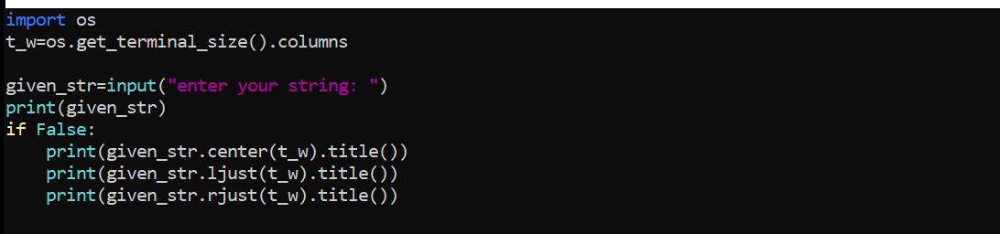 import os
t_w=os.get_terminal_size().columns
given_str=input("enter your string: ")
print(given_str)
if False:
    print(given_str.center(t_w).title())
    print(given_str.ljust(t_w).title())
    print(given_str.rjust(t_w).title())